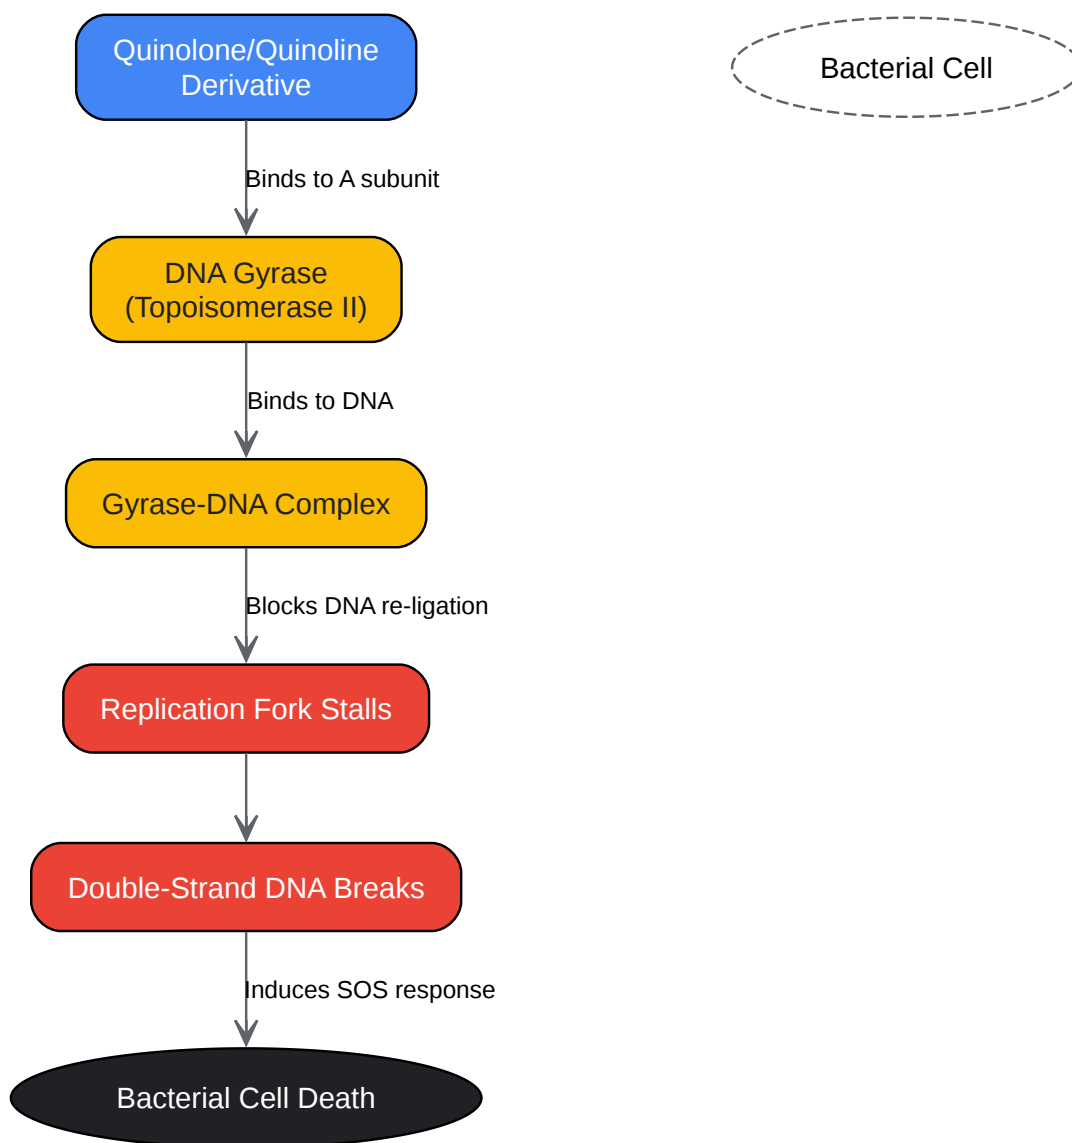 Quinolone/Quinoline
Derivative
Bacterial Cell
Binds to A subunit
DNA Gyrase
(Topoisomerase II)
Binds to DNA
Gyrase-DNA Complex
Blocks DNA re-ligation
Replication Fork Stalls
Double-Strand DNA Breaks
Induces SOS response
Bacterial Cell Death